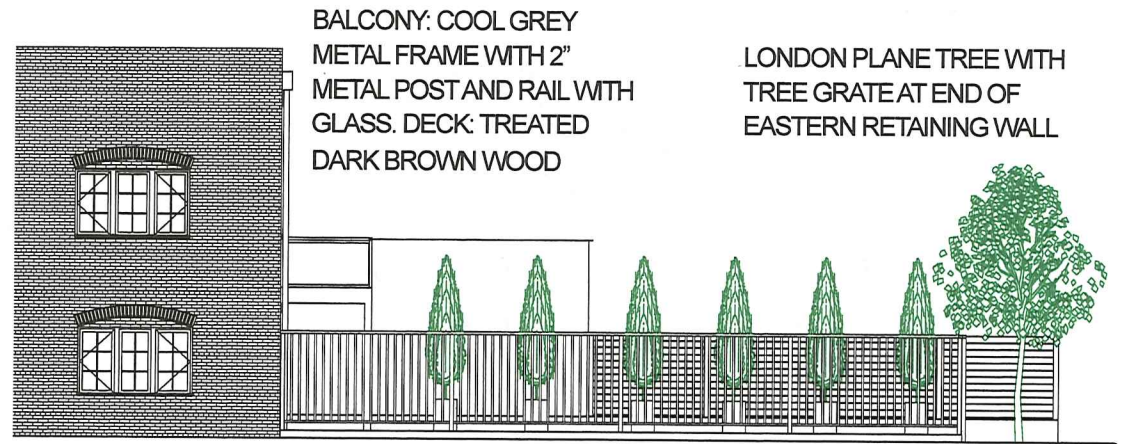 BALCONY: COOL GREY
METAL FRAME WITH 2”
METAL POST AND RAIL WITH
GLASS. DECK: TREATED
DARK BROWN WOOD
LONDON PLANE TREE WITH
TREE GRATE AT END OF
EASTERN RETAINING WALL